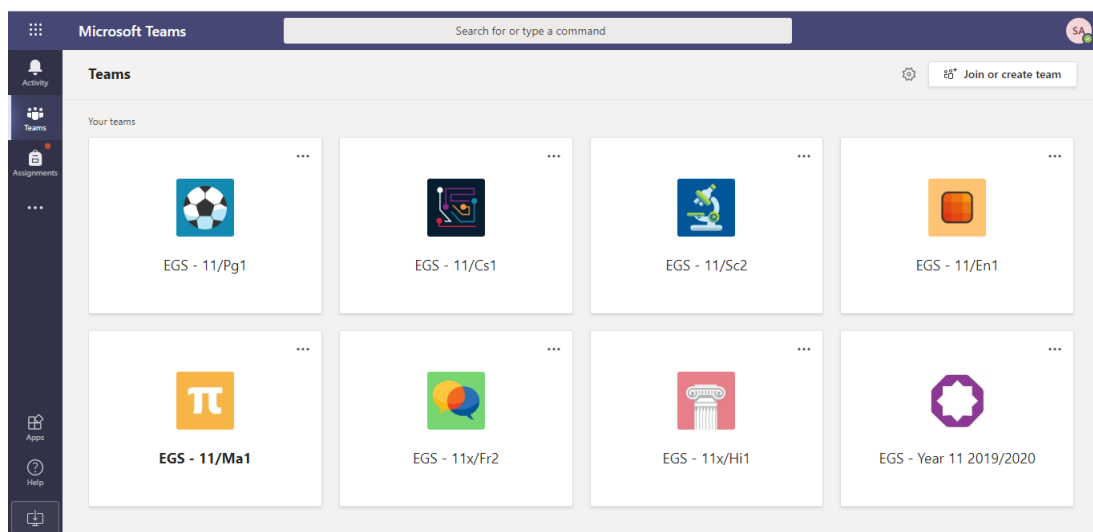 Microsoft Teams
Search for or type a command
SA
Activity
Teams
Assignments
Apps
Help
Teams
Join or create team
Your teams
EGS - 11/Pg1
EGS - 11/Cs1
EGS - 11/Sc2
EGS - 11/En1
π
EGS - 11/Ma1
EGS - 11x/Fr2
EGS - 11x/Hi1
EGS - Year 11 2019/2020